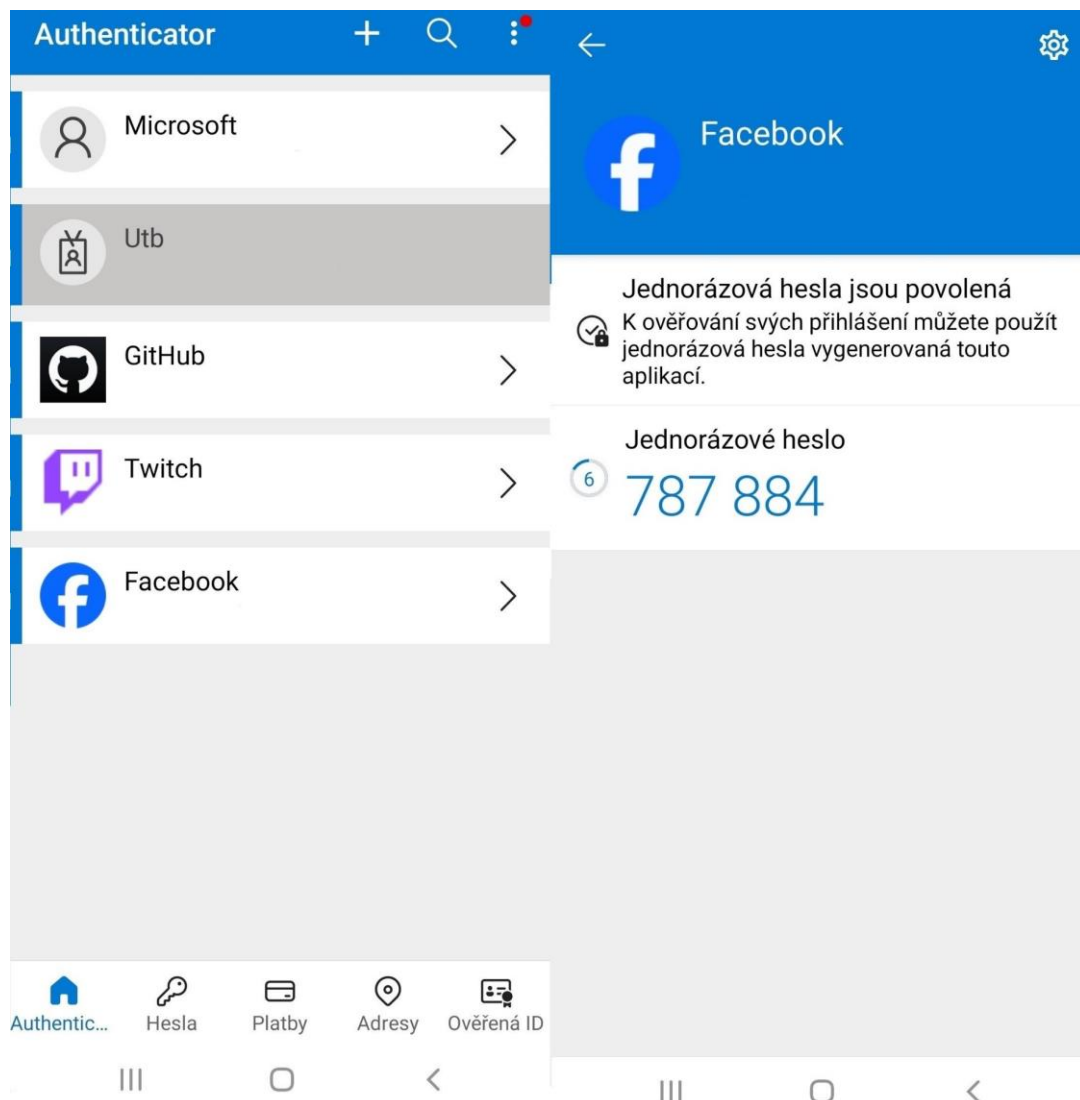 Authenticator
Microsoft
Utb
GitHub
Twitch
Facebook
Authentic...
Hesla
Platby
Adresy
Ověřená ID
Facebook
Jednorázová hesla jsou povolená
K ověřování svých přihlášení můžete použít
jednorázová hesla vygenerovaná touto
aplikací.
Jednorázové heslo
6
787 884